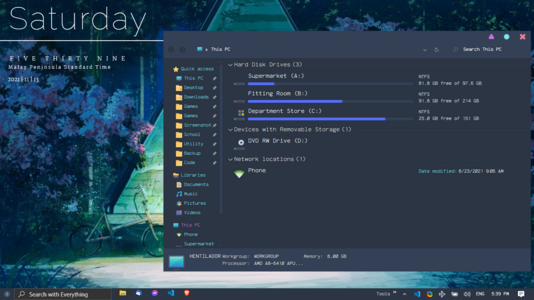 Saturday
FIVE THIRTY NINE
Malay Peninsula Standard Time
2021 | 11 | 13
▸ This PC
Search This PC
Quick access
This PC
Desktop
Downloads
Games
Games
Screenshot
School
Utility
Backup
Code
Libraries
Documents
Music
Pictures
Videos
This PC
Phone
Supermarket
Hard Disk Drives (3)
Supermarket (A:)
NTFS
81.8 GB free of 97.6 GB
Fitting Room (B:)
NTFS
91.6 GB free of 214 GB
Department Store (C:)
NTFS
25.0 GB free of 151 GB
Devices with Removable Storage (1)
DVD RW Drive (D:)
Network locations (1)
Phone
Date modified: 6/23/2021 9:05 AM
HENTILADOR Workgroup: WORKGROUP Memory: 8.00 GB
Processor: AMD A8-6410 APU...
Search with Everything
Tools
ENG
5:39 PM